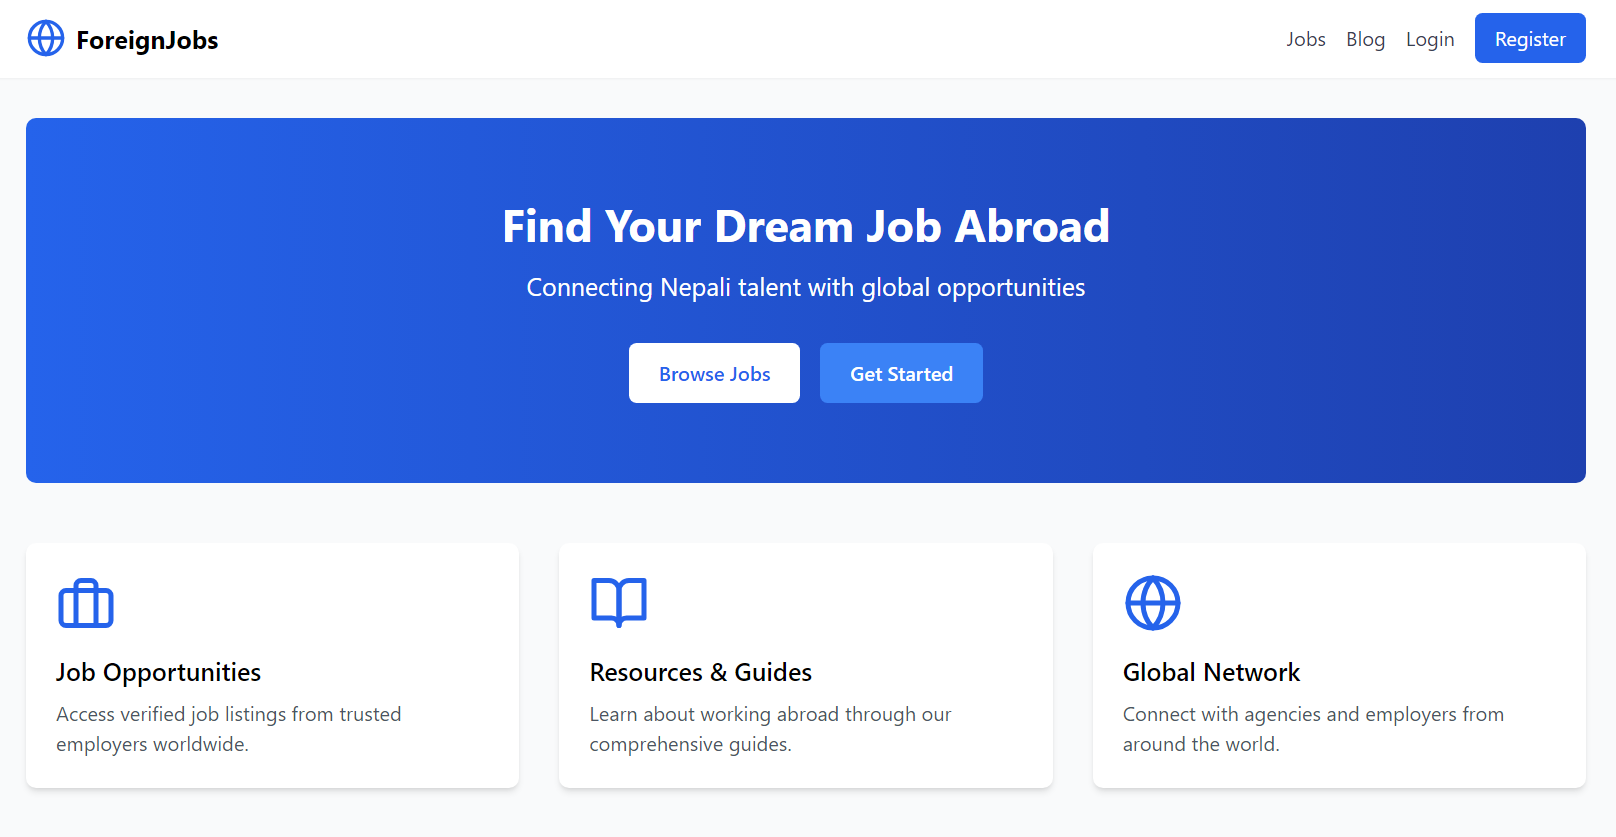 ForeignJobs
Jobs Blog Login Register
Find Your Dream Job Abroad
Connecting Nepali talent with global opportunities
Browse Jobs
Get Started
Job Opportunities
Access verified job listings from trusted
employers worldwide.
Resources & Guides
Learn about working abroad through our
comprehensive guides.
Global Network
Connect with agencies and employers from
around the world.